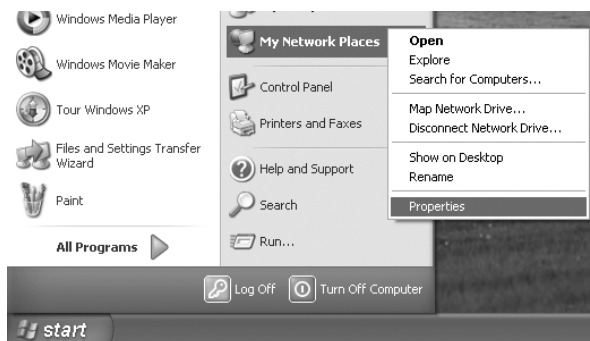 Windows Media Player
Windows Movie Maker
Tour Windows XP
Files and Settings Transfer
Wizard
Paint
All Programs
My Network Places
Control Panel
Printers and Faxes
Help and Support
Search
Run...
Open
Explore
Search for Computers...
Map Network Drive...
Disconnect Network Drive...
Show on Desktop
Rename
Properties
Log Off
Turn Off Computer
start